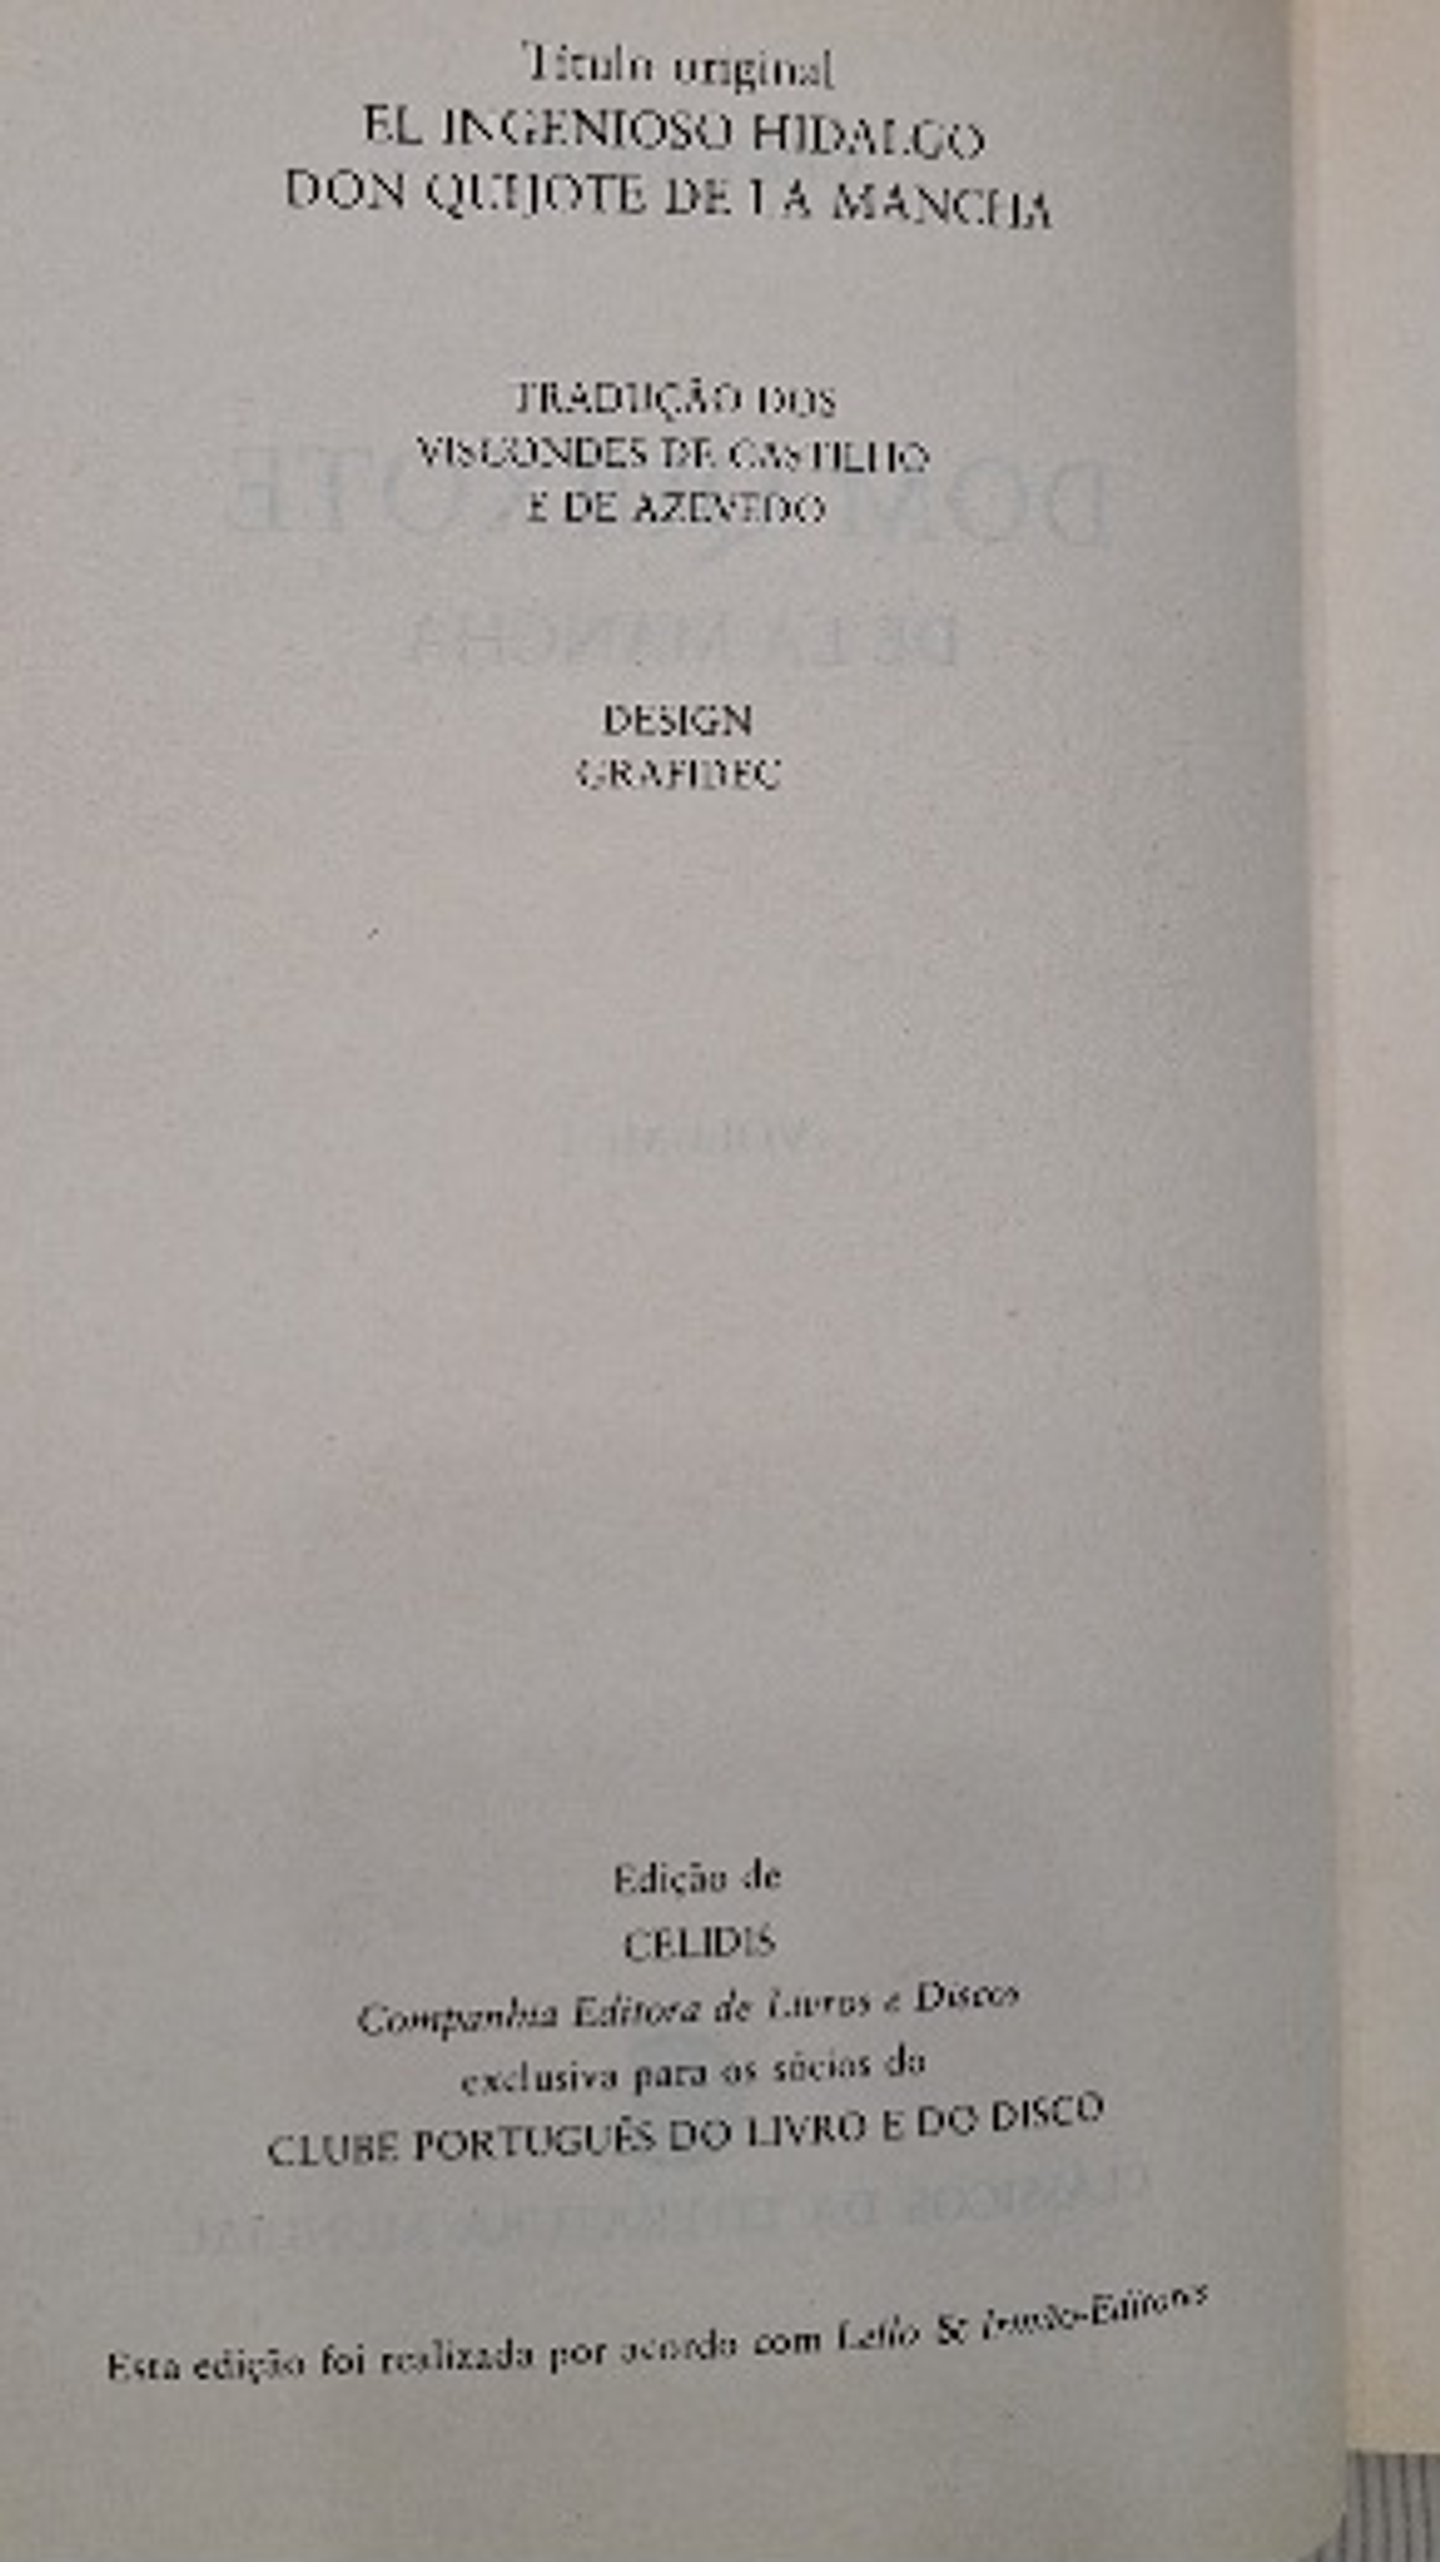 Título original
EL INGENIOSO HIDALGO
DON QUIJOTE DE LA MANCHA
TRADUÇÃO DOS
VISCONDES DE CASTILHO
E DE AZEVEDO
DESIGN
GRAFIDEC
Edição de
CELIDIS
Companhia Editora de Livros e Discos
exclusiva para os sócios do
CLUBE PORTUGUÊS DO LIVRO E DO DISCO
Esta edição foi realizada por acordo com Lello & Irmão-Editores